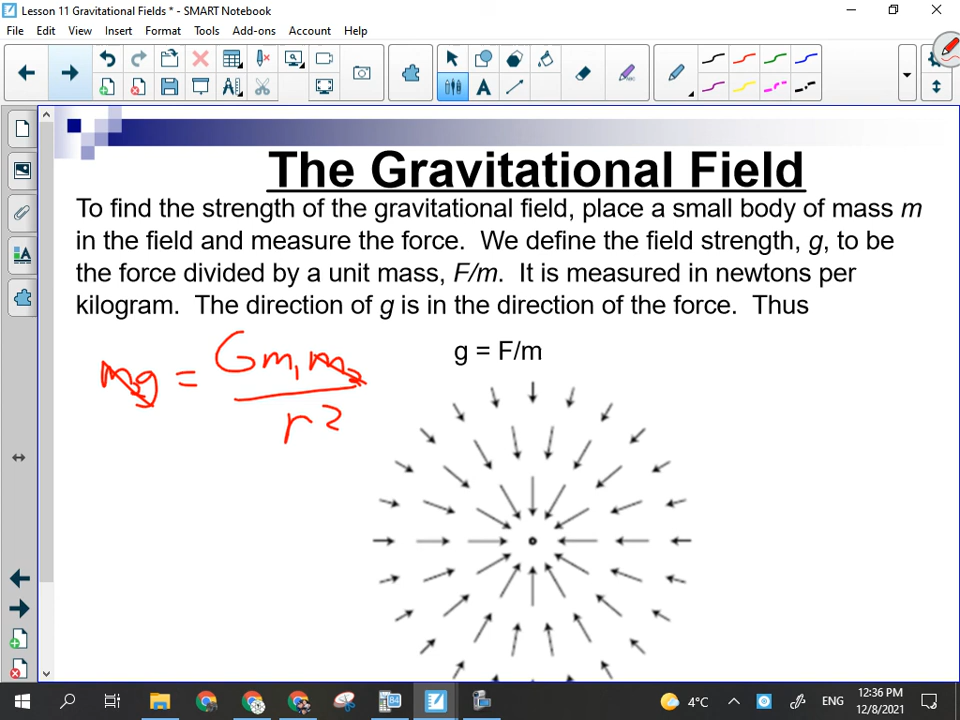 Lesson 11 Gravitational Fields * - SMART Notebook
File Edit View Insert Format Tools Add-ons Account Help
The Gravitational Field
To find the strength of the gravitational field, place a small body of mass m
in the field and measure the force. We define the field strength, g, to be
the force divided by a unit mass, F/m. It is measured in newtons per
kilogram. The direction of g is in the direction of the force. Thus
g = F/m
mg = Gm₁m₂
r²
4°C ENG 12:36 PM
12/8/2021